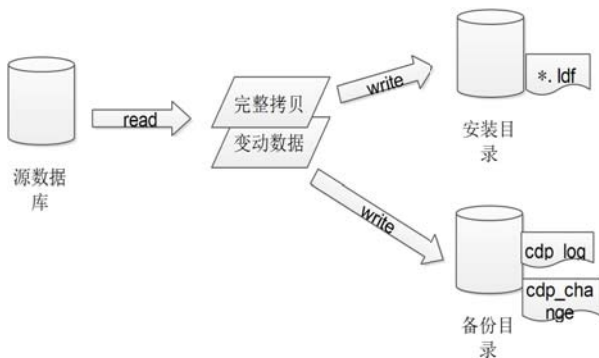 完整拷贝
变动数据
read
write
write
*. ldf
源数据
库
安装目
录
cdp_log
cdp_cha
nge
备份目
录